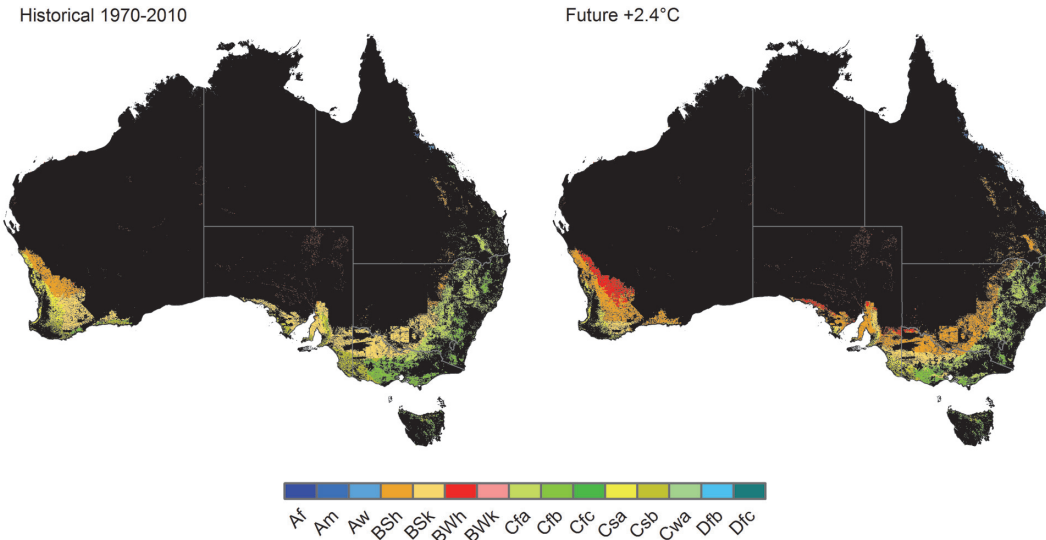 Historical 1970-2010
Future +2.4°C
Af Am Aw BSh BSk BWh BWk Cfa Cfb Cfc Csa Csb Cwa Dfb Dfc